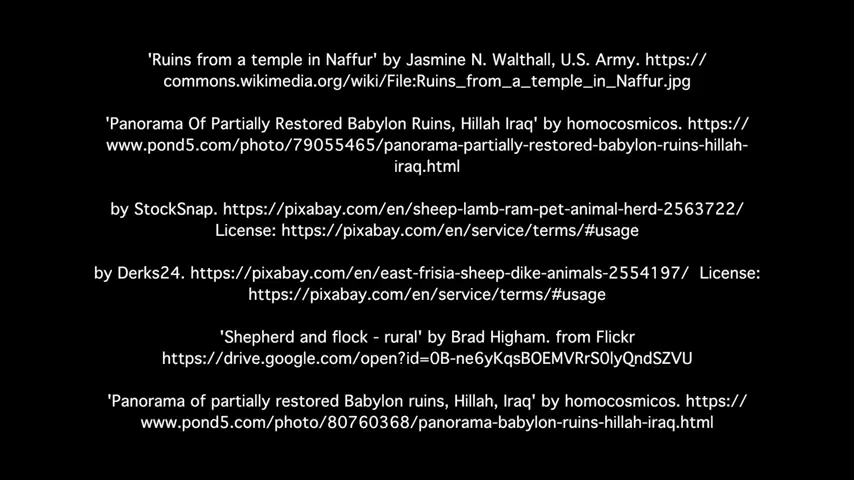 'Ruins from a temple in Naffur' by Jasmine N. Walthall, U.S. Army. https://
commons.wikimedia.org/wiki/File:Ruins_from_a_temple_in_Naffur.jpg
'Panorama Of Partially Restored Babylon Ruins, Hillah Iraq' by homocosmicos. https://
www.pond5.com/photo/79055465/panorama-partially-restored-babylon-ruins-hillah-
iraq.html
by StockSnap. https://pixabay.com/en/sheep-lamb-ram-pet-animal-herd-2563722/
License: https://pixabay.com/en/service/terms/#usage
by Derks24. https://pixabay.com/en/east-frisia-sheep-dike-animals-2554197/  License:
https://pixabay.com/en/service/terms/#usage
'Shepherd and flock - rural' by Brad Higham. from Flickr
https://drive.google.com/open?id=0B-ne6yKqsBOEMVRrS0lyQndSZVU
'Panorama of partially restored Babylon ruins, Hillah, Iraq' by homocosmicos. https://
www.pond5.com/photo/80760368/panorama-babylon-ruins-hillah-iraq.html